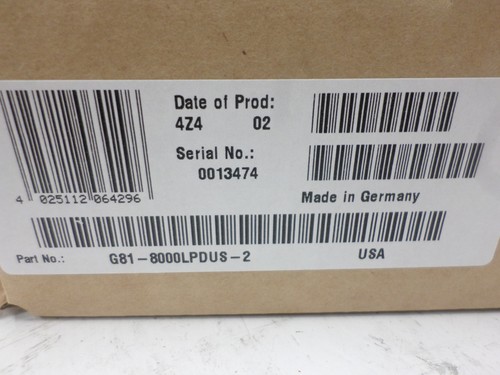 Date of Prod:
4Z4 02
Serial No.:
0013474
4 025112 064296
Made in Germany
Part No.: G81-8000LPDUS-2 USA